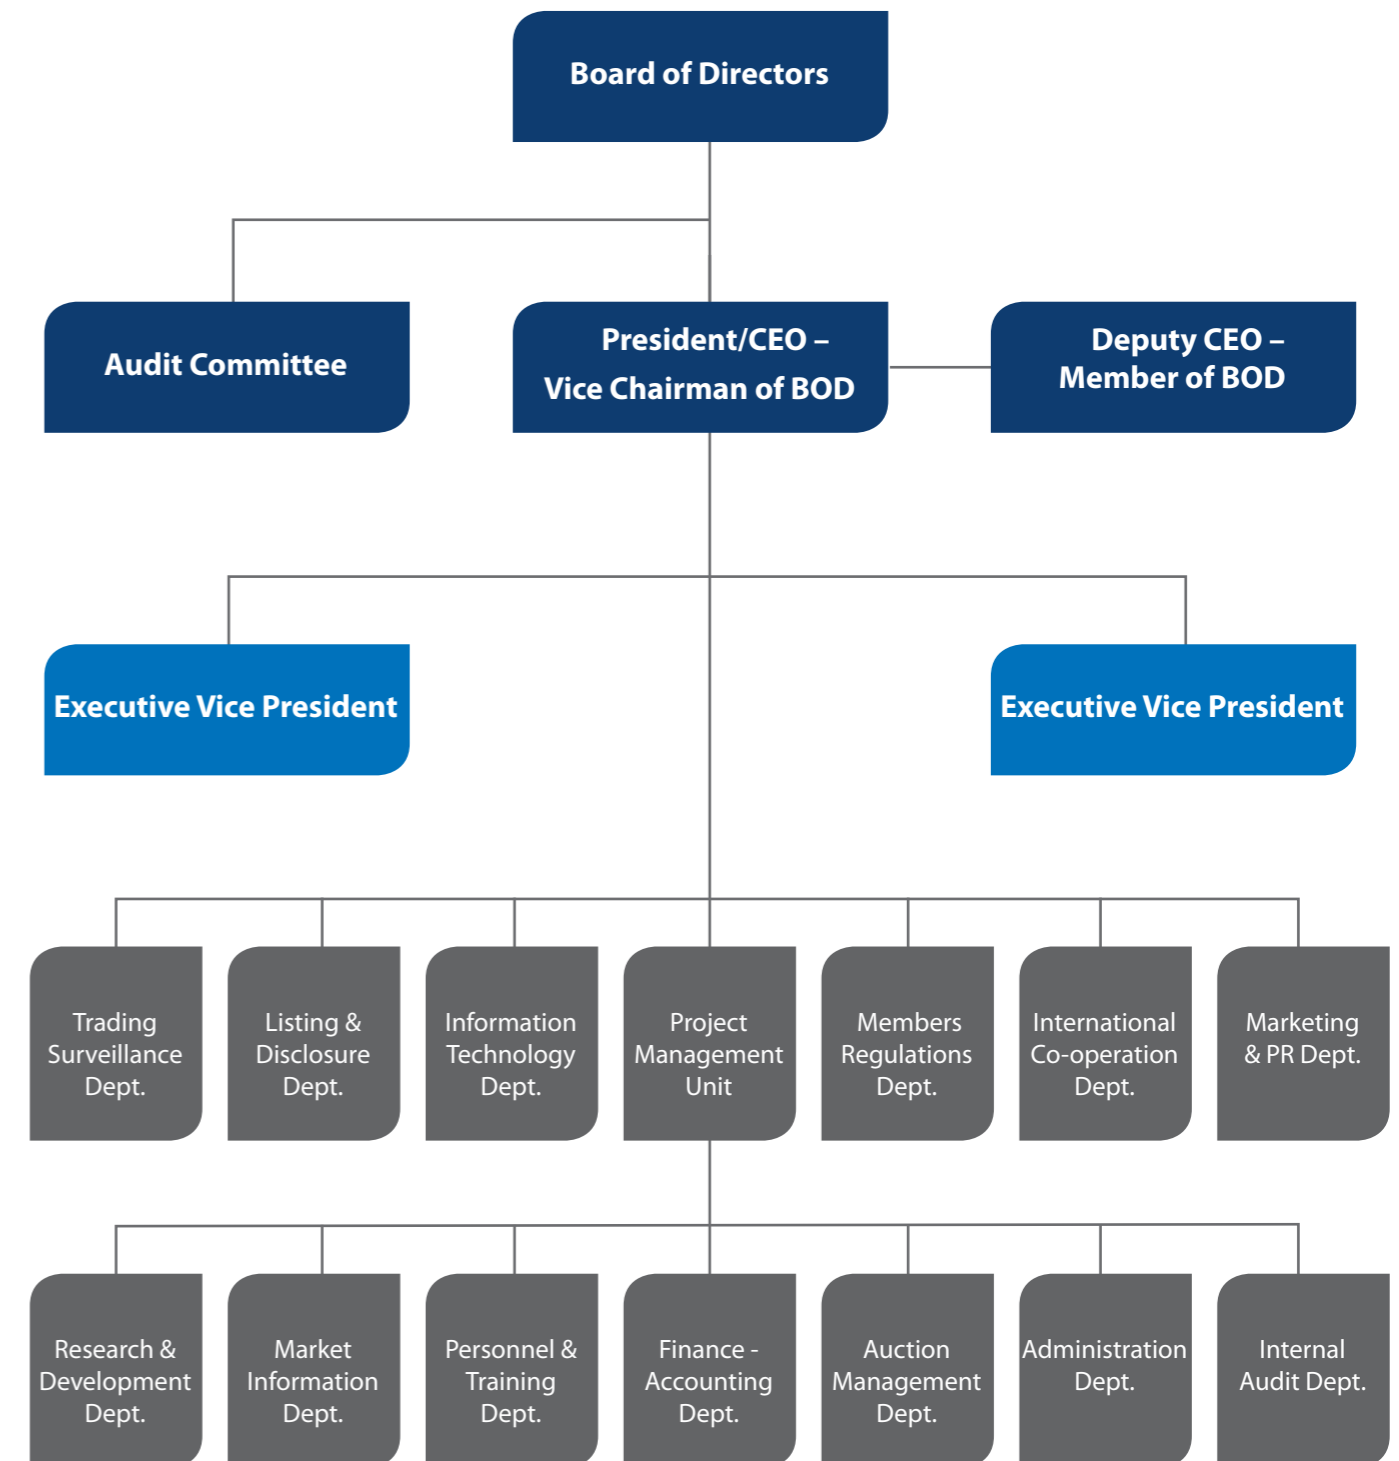 Board of Directors
Audit Committee
President/CEO –
Vice Chairman of BOD
Deputy CEO –
Member of BOD
Executive Vice President
Executive Vice President
Trading
Surveillance
Dept.
Listing &
Disclosure
Dept.
Information
Technology
Dept.
Project
Management
Unit
Members
Regulations
Dept.
International
Co-operation
Dept.
Marketing
& PR Dept.
Research &
Development
Dept.
Market
Information
Dept.
Personnel &
Training
Dept.
Finance -
Accounting
Dept.
Auction
Management
Dept.
Administration
Dept.
Internal
Audit Dept.